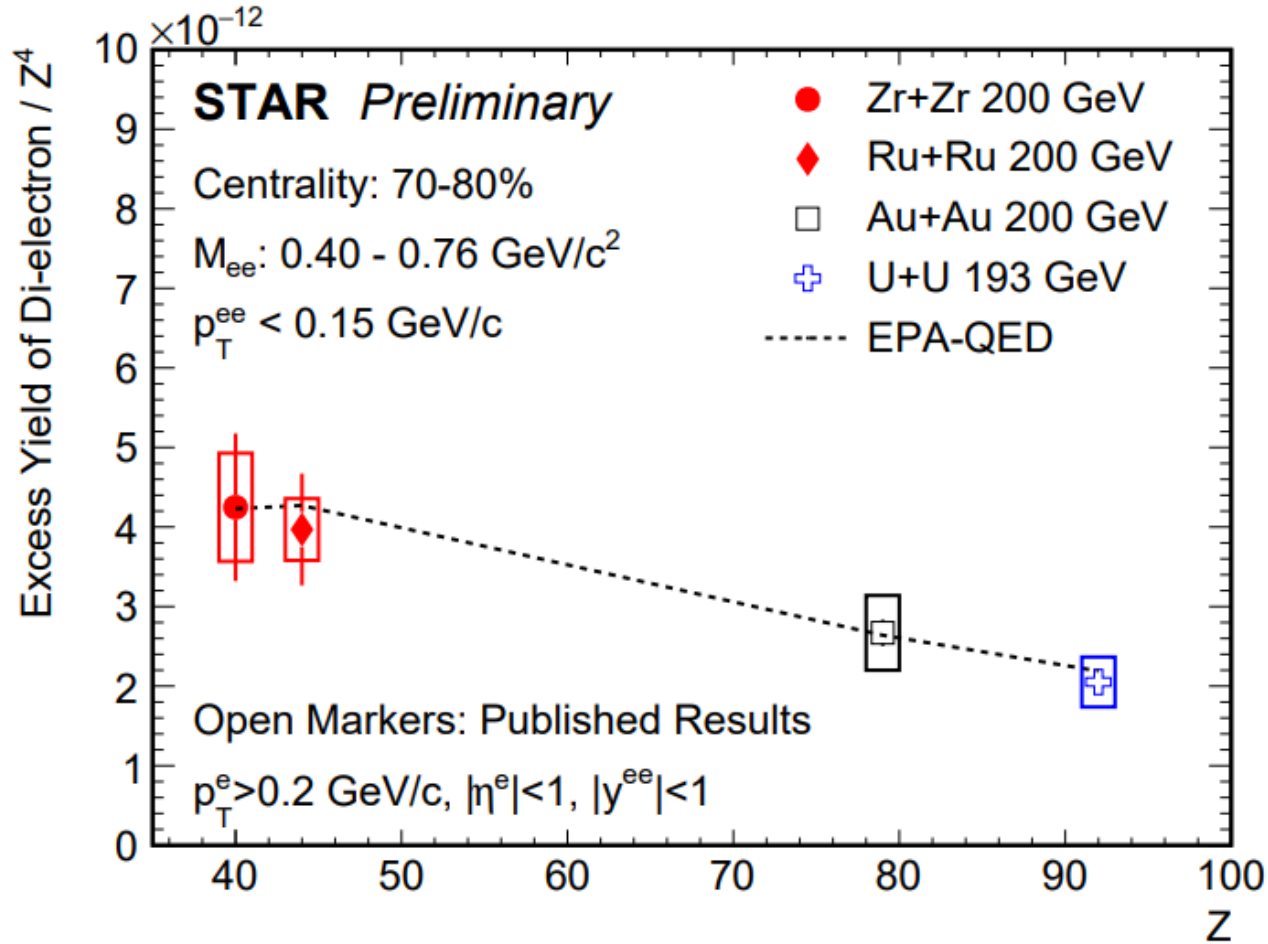 ×10⁻¹²
Excess Yield of Di-electron / Z⁴
10
9
8
7
6
5
4
3
2
1
0
STAR Preliminary
Centrality: 70-80%
Mₑₑ: 0.40 - 0.76 GeV/c²
p_T^ee < 0.15 GeV/c
Zr+Zr 200 GeV
Ru+Ru 200 GeV
Au+Au 200 GeV
U+U 193 GeV
EPA-QED
Open Markers: Published Results
p_T^e>0.2 GeV/c, |η^e|<1, |y^ee|<1
40 50 60 70 80 90 100
Z